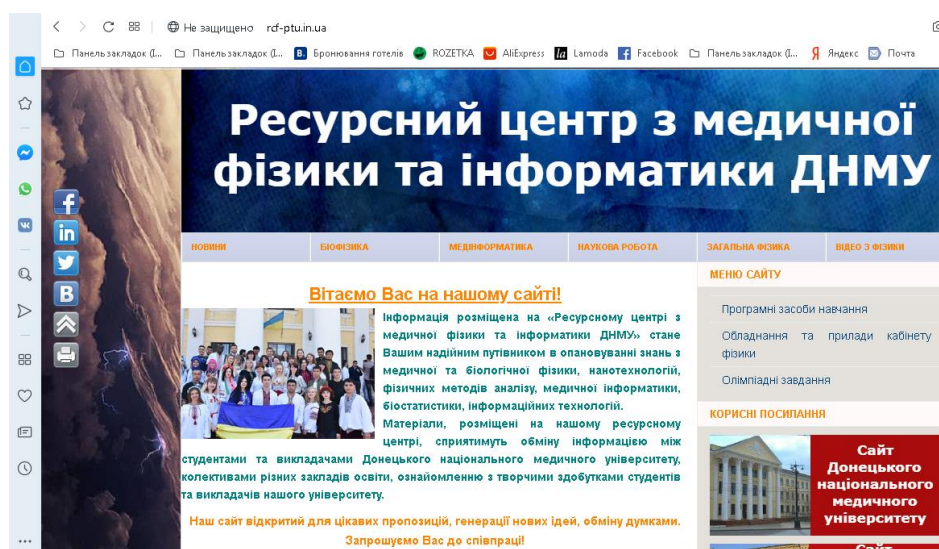 Не защищено rcf-ptu.in.ua
Панель закладок (І... Панель закладок (І... B. Бронювання готелів ROZETKA AliExpress la Lamoda Facebook Панель закладок (І... Я Яндекс Почта
Ресурсний центр з медичної
фізики та інформатики ДНМУ
НОВИНИ БІОФІЗИКА МЕДІНФОРМАТИКА НАУКОВА РОБОТА ЗАГАЛЬНА ФІЗИКА ВІДЕО З ФІЗИКИ
Вітаємо Вас на нашому сайті!
Інформація розміщена на «Ресурсному центрі з
медичної фізики та інформатики ДНМУ» стане
Вашим надійним путівником в опановуванні знань з
медичної та біологічної фізики, нанотехнологій,
фізичних методів аналізу, медичної інформатики,
біостатистики, інформаційних технологій.
Матеріали, розміщені на нашому ресурсному
центрі, сприятимуть обміну інформацією між
студентами та викладачами Донецького національного медичного університету,
колективами різних закладів освіти, ознайомленню з творчими здобутками студентів
та викладачів нашого університету.
Наш сайт відкритий для цікавих пропозицій, генерації нових ідей, обміну думками.
Запрошуємо Вас до співпраці!
МЕНЮ САЙТУ
Програмні засоби навчання
Обладнання та прилади кабінету
фізики
Олімпіадні завдання
КОРИСНІ ПОСИЛАННЯ
Сайт
Донецького
національного
медичного
університету
Сайт